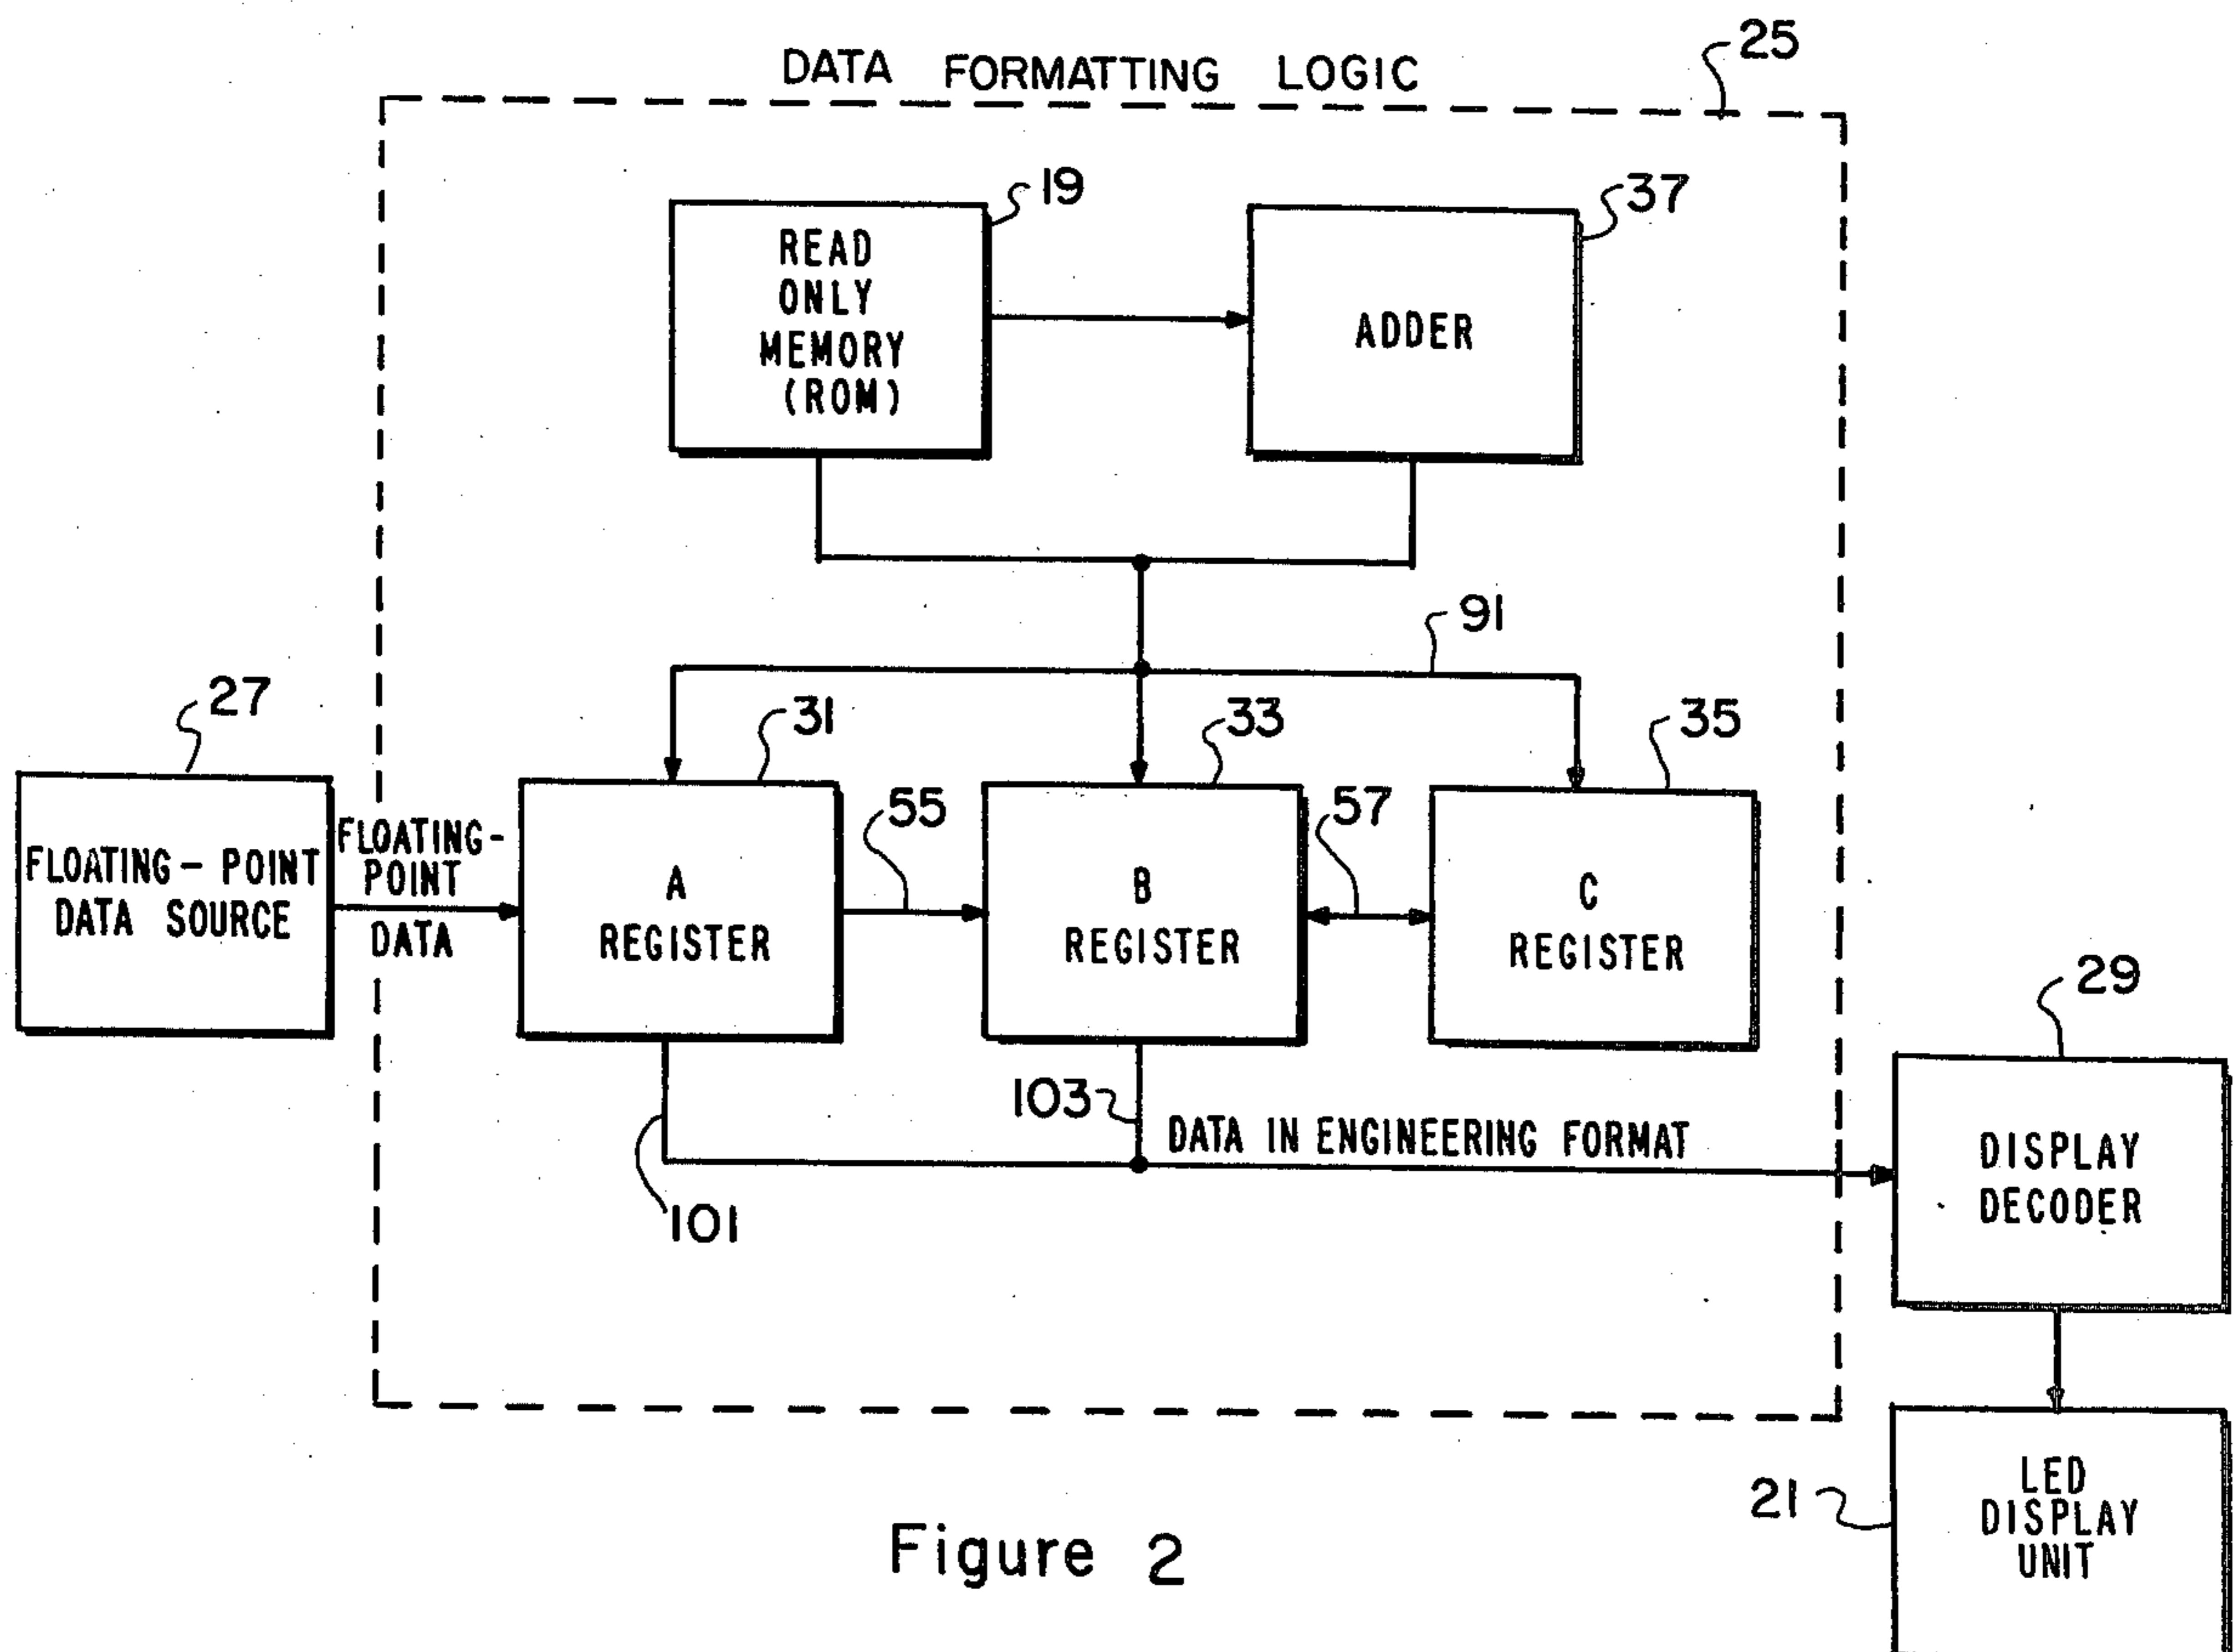 DATA FORMATTING LOGIC
25
19
37
READ
ONLY
MEMORY
(ROM)
ADDER
91
27
31
33
35
FLOATING-POINT
DATA SOURCE
FLOATING-
POINT
DATA
A
REGISTER
55
B
REGISTER
57
C
REGISTER
29
103
DATA IN ENGINEERING FORMAT
101
DISPLAY
DECODER
21
LED
DISPLAY
UNIT
Figure 2